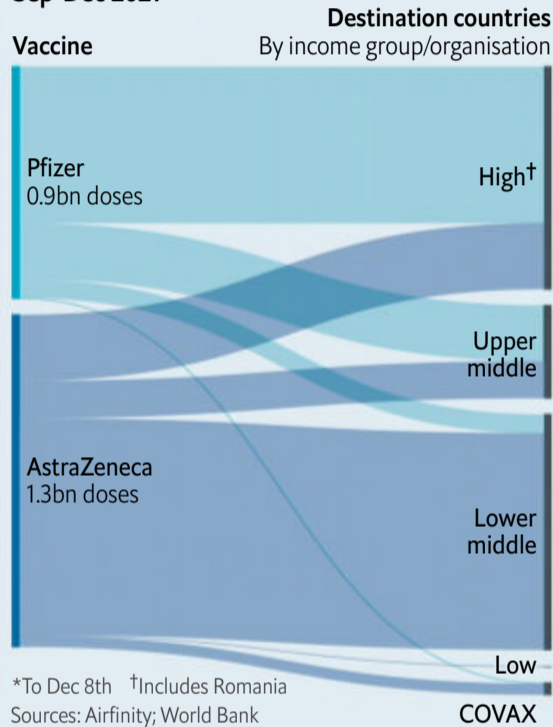 Destination countries
Vaccine By income group/organisation
Pfizer
0.9bn doses
High†
Upper
middle
AstraZeneca
1.3bn doses
Lower
middle
Low
*To Dec 8th †Includes Romania
Sources: Airfinity; World Bank
COVAX